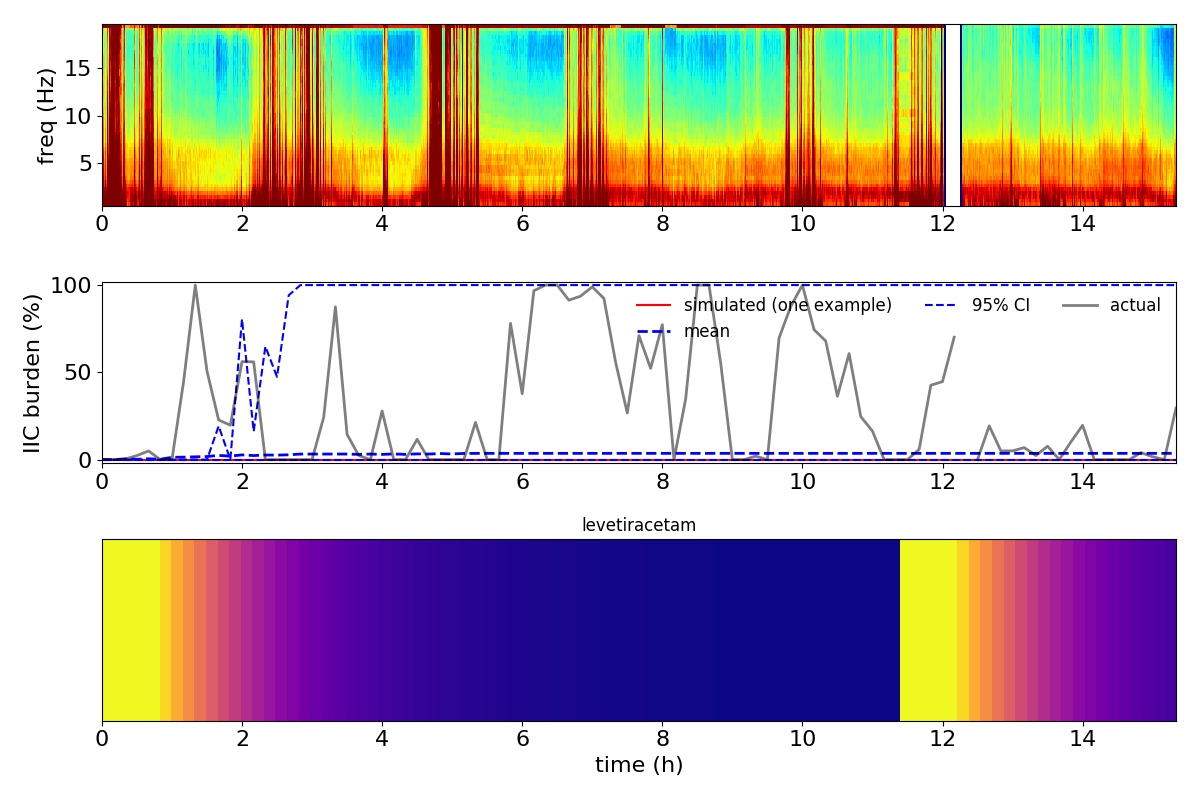 freq (Hz)
15
10
5
0 2 4 6 8 10 12 14
IIC burden (%)
100
50
0
simulated (one example)
mean
95% CI
actual
0 2 4 6 8 10 12 14
levetiracetam
0 2 4 6 8 10 12 14
time (h)